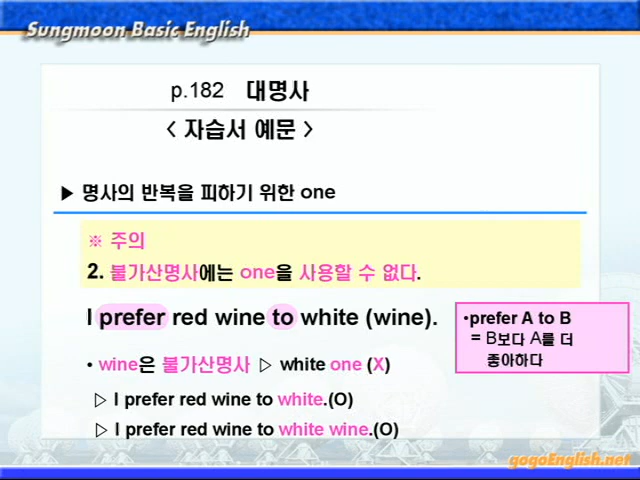 Sungmoon Basic English
p.182 대명사
< 자습서 예문 >
▶ 명사의 반복을 피하기 위한 one
※ 주의
2. 불가산명사에는 one을 사용할 수 없다.
I prefer red wine to white (wine).
•prefer A to B
= B보다 A를 더
종아하다
• wine은 불가산명사 ▷ white one (X)
▷ I prefer red wine to white.(O)
▷ I prefer red wine to white wine.(O)
gogoEnglish.net